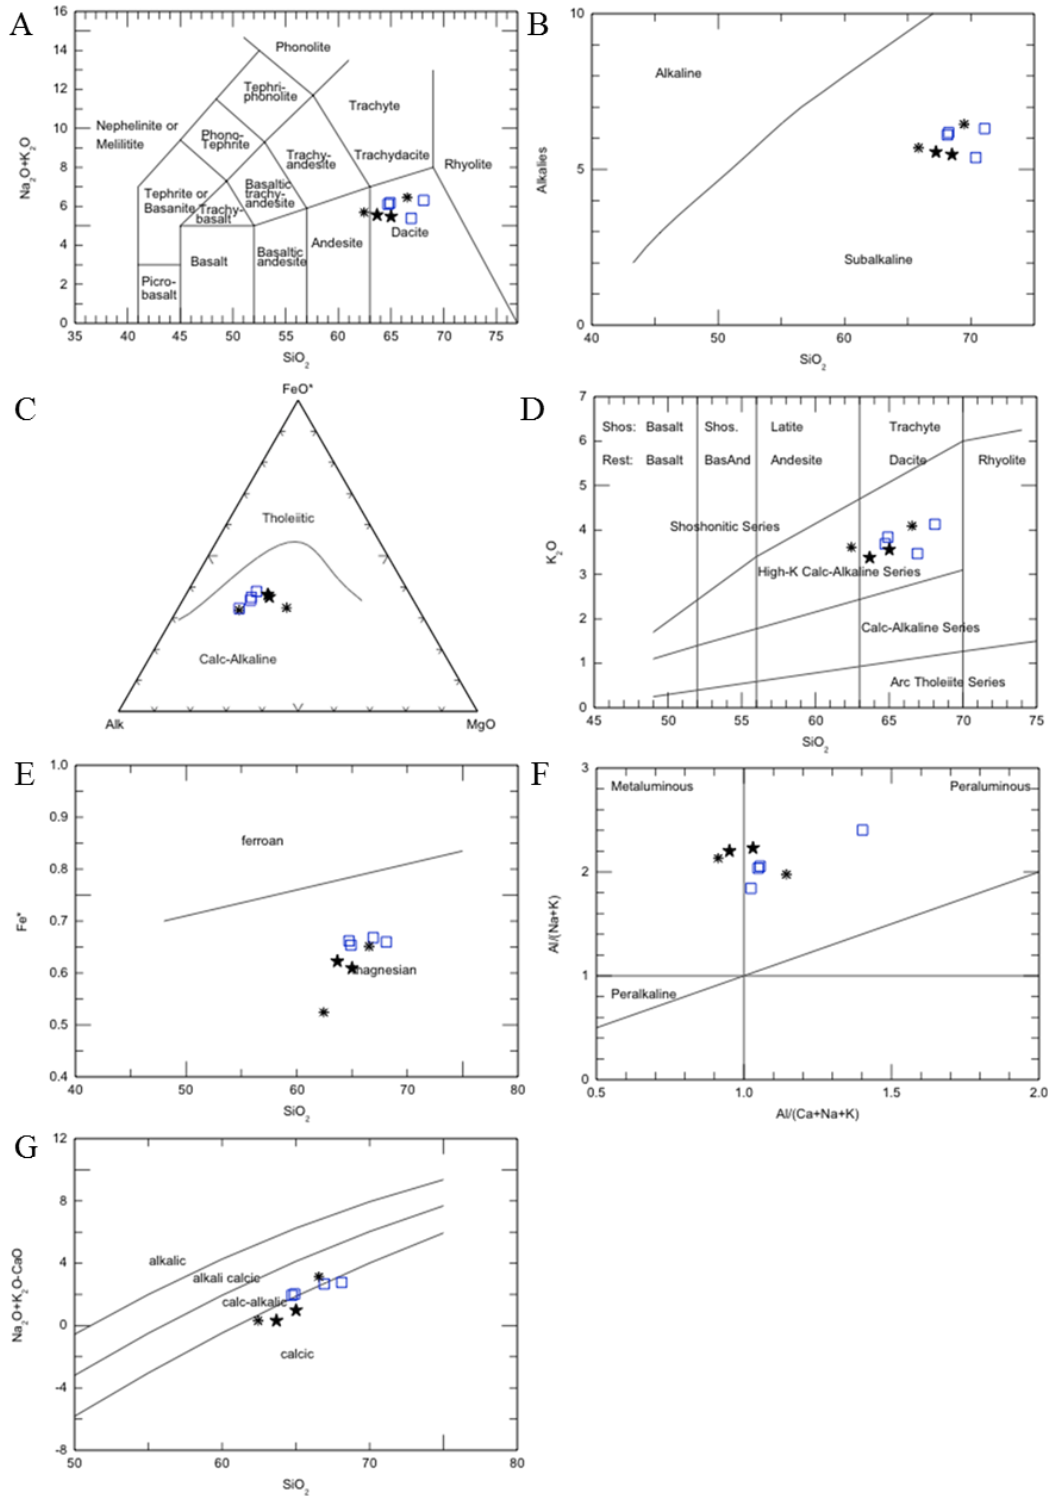 A
16
14
12
10
8
6
4
2
0
35
40
45
50
55
60
65
70
75
Na2O+K2O
SiO2
Phonolite
Tephri-
phonolite
Trachyte
Nephelinite or
Melilitite
Phono-
Tephrite
Trachy-
andesite
Trachydacite
Rhyolite
Tephrite or
Basanite
Basaltic
trachy-
andesite
Trachy-
basalt
Dacite
Andesite
Basaltic
andesite
Basalt
Picro-
basalt
B
10
5
0
40
50
60
70
Alkalies
SiO2
Alkaline
Subalkaline
C
FeO*
Tholeiitic
Calc-Alkaline
Alk
MgO
D
7
6
5
4
3
2
1
0
45
50
55
60
65
70
75
K2O
SiO2
Shos: Basalt Shos. Latite Trachyte
Rest: Basalt BasAnd Andesite Dacite Rhyolite
Shoshonitic Series
High-K Calc-Alkaline Series
Calc-Alkaline Series
Arc Tholeiite Series
E
1.0
0.9
0.8
0.7
0.6
0.5
0.4
40
50
60
70
80
Fe*
SiO2
ferroan
magnesian
F
3
2
1
0
0.5
1.0
1.5
2.0
Al/(Na+K)
Al/(Ca+Na+K)
Metaluminous
Peraluminous
Peralkaline
G
12
8
4
0
-4
-8
50
60
70
80
Na2O+K2O-CaO
SiO2
alkalic
alkali calcic
calc-alkalic
calcic